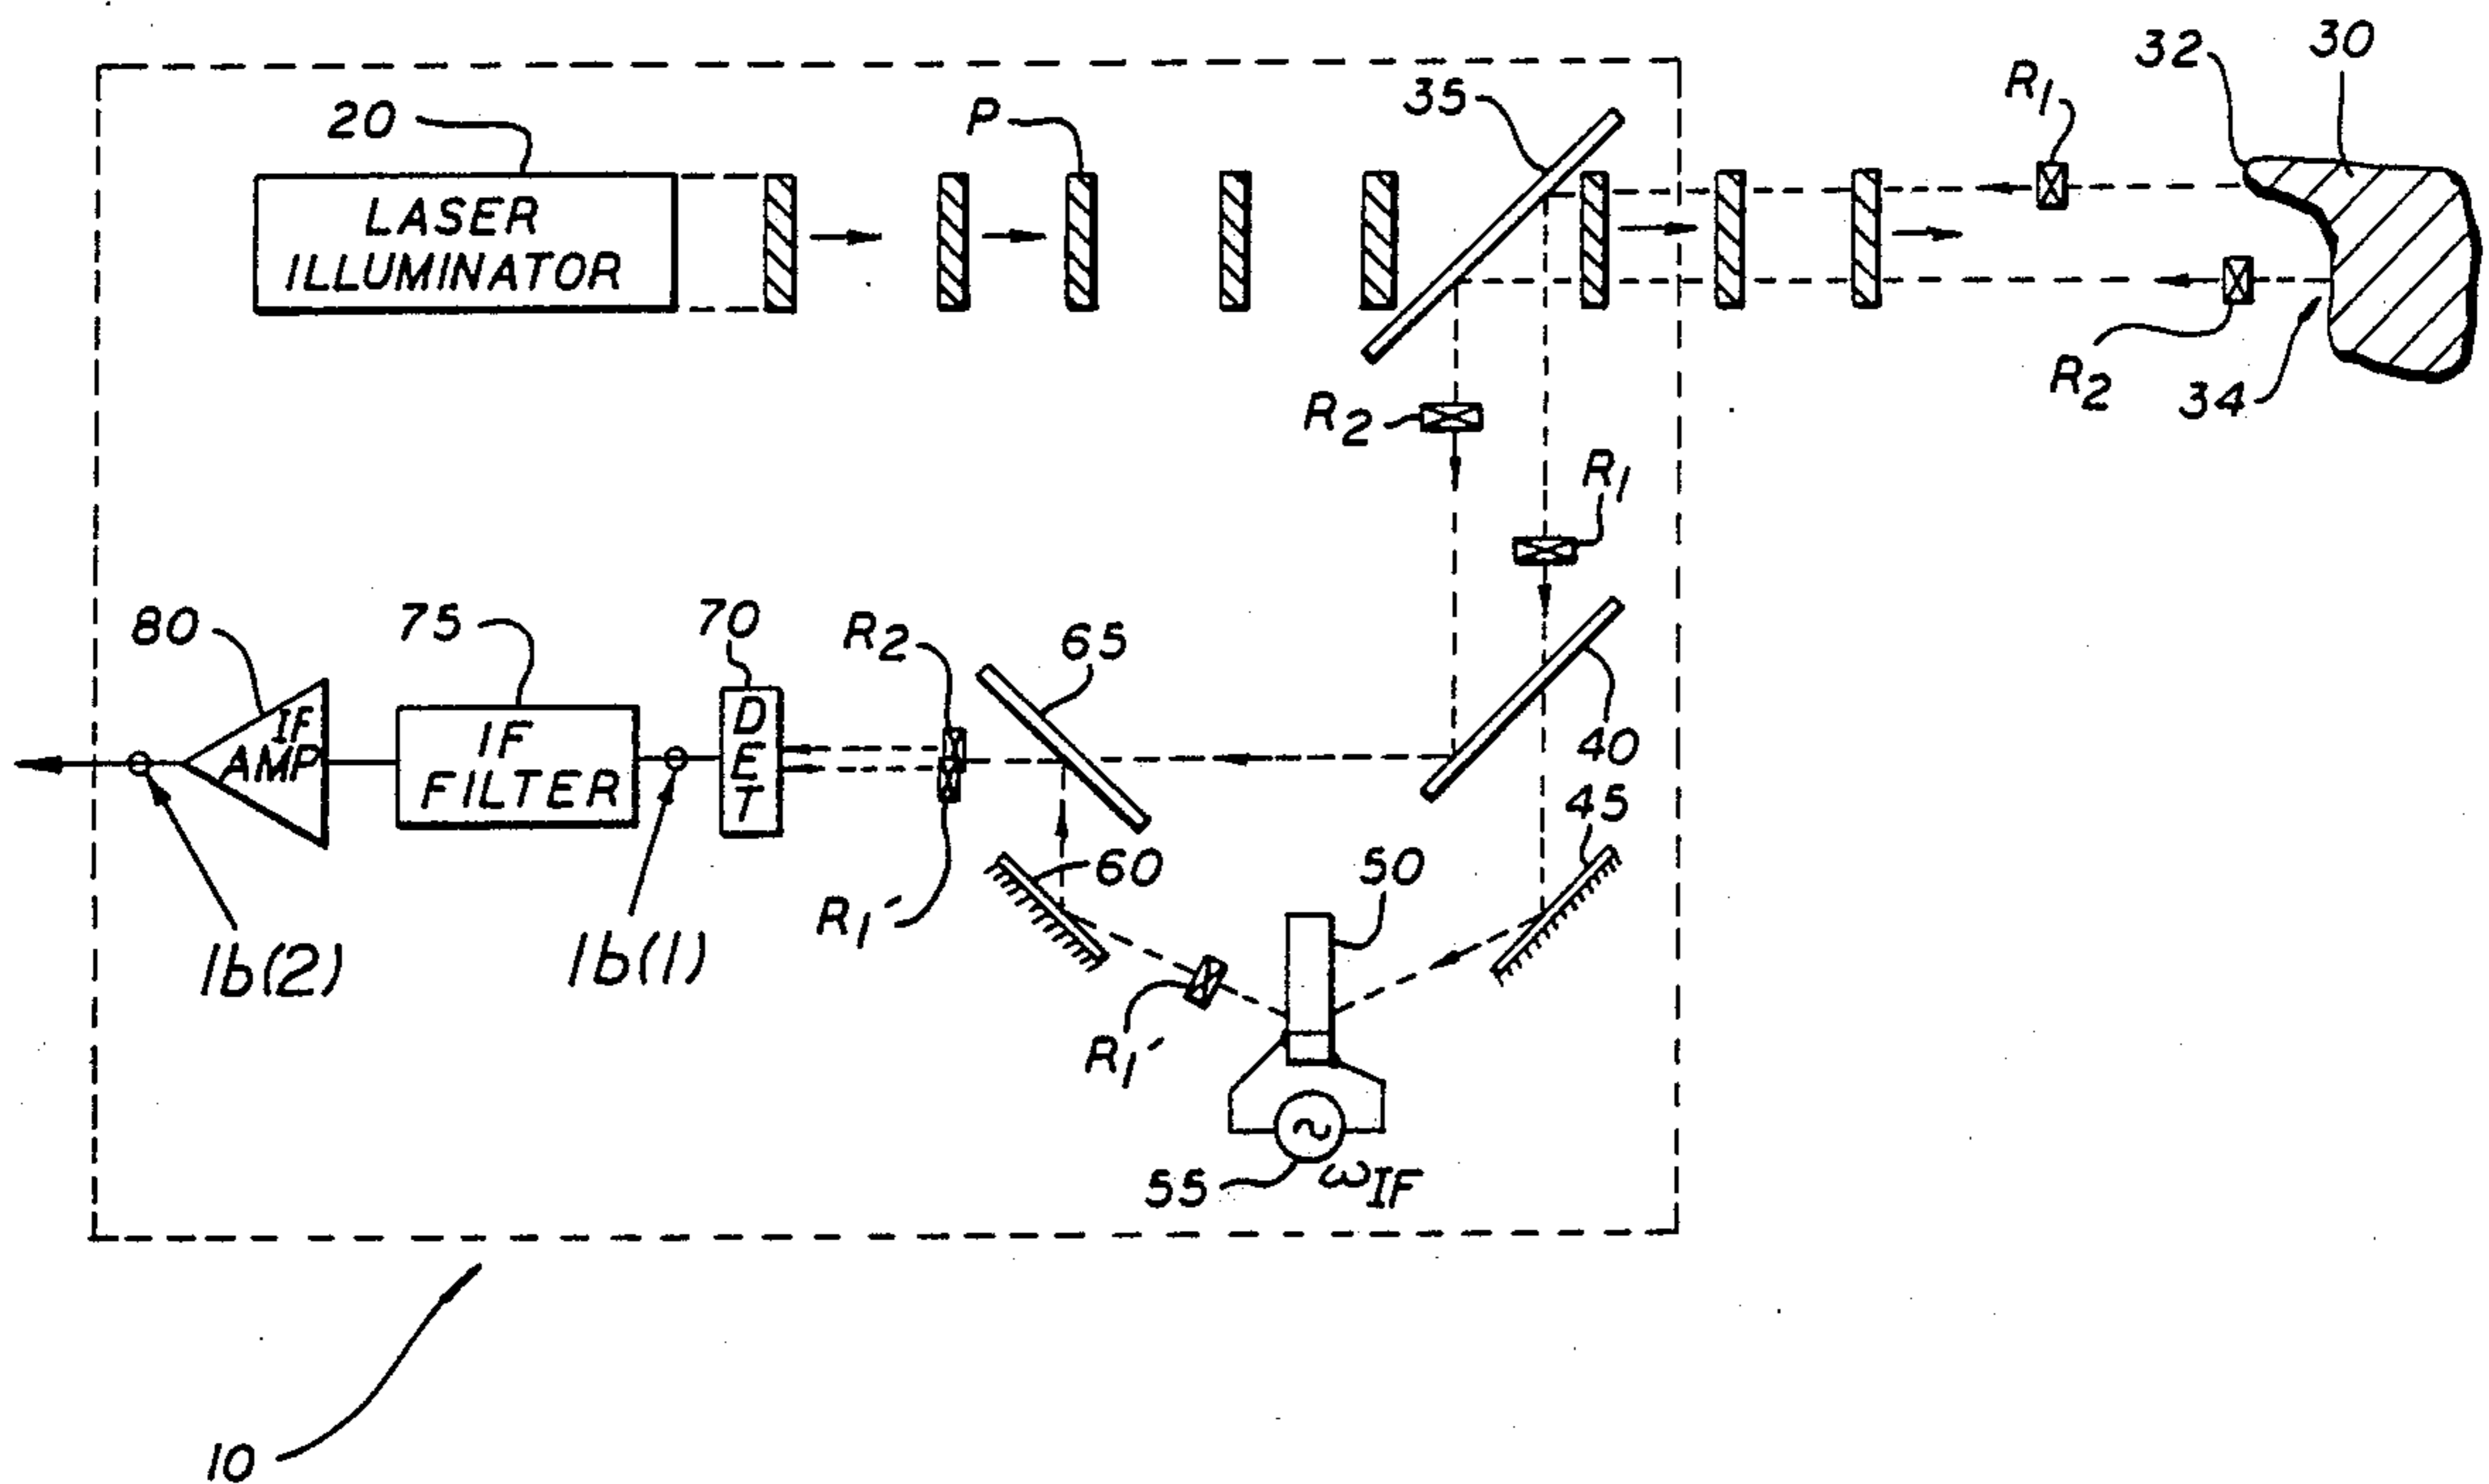 32
30
R1
20
P
35
LASER
ILLUMINATOR
R2
R2
34
R1
80
75
70
R2
65
IF
AMP
IF
FILTER
DET
40
45
60
50
R1′
1b(2)
1b(1)
R1′
55
ωIF
10